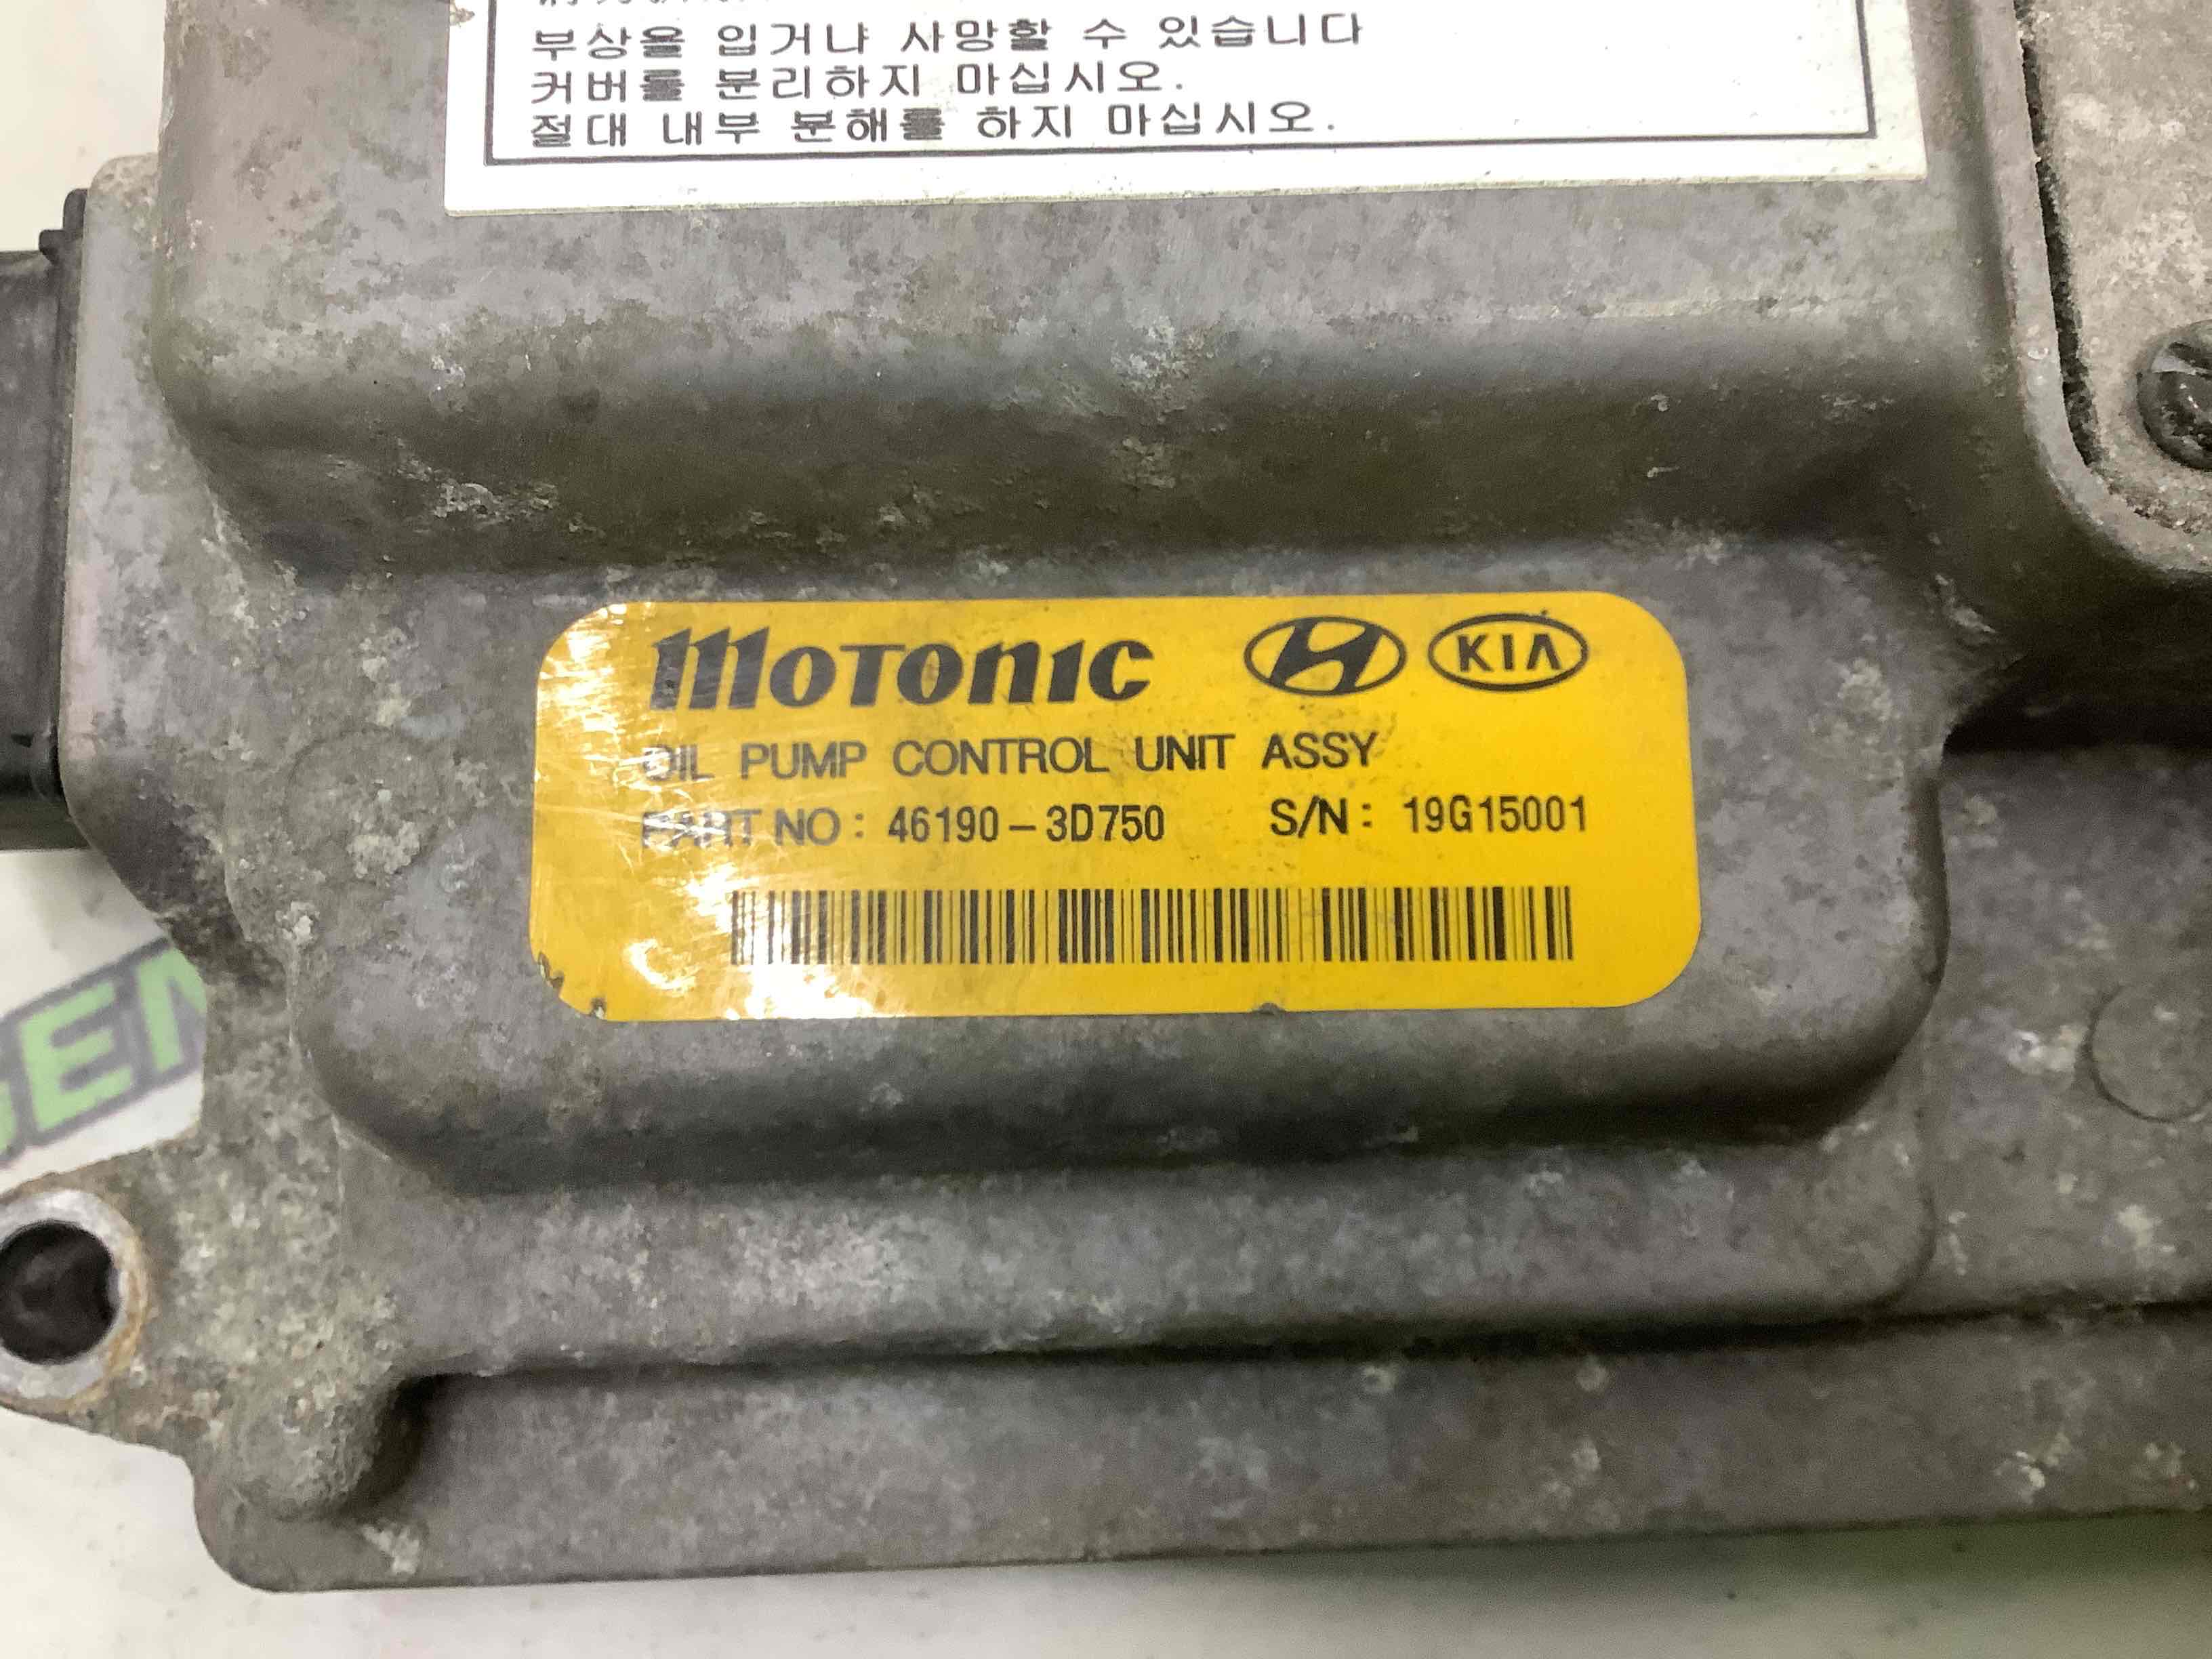 부상을 입거나 사망할 수 있습니다
커버를 분리하지 마십시오.
절대 내부 분해를 하지 마십시오.
MOTONIC H KIA
OIL PUMP CONTROL UNIT ASSY
PART NO: 46190-3D750 S/N: 19G15001